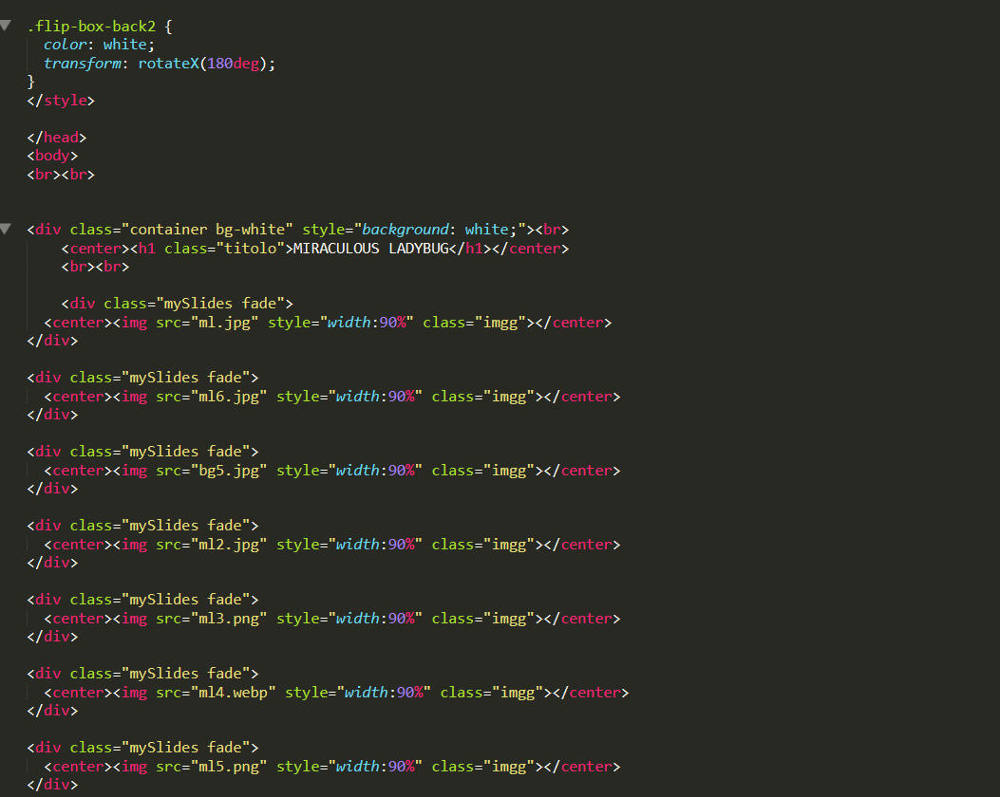 .flip-box-back2 {
  color: white;
  transform: rotateX(180deg);
}
</style>
</head>
<body>
<br><br>
<div class="container bg-white" style="background: white;"><br>
    <center><h1 class="titolo">MIRACULOUS LADYBUG</h1></center>
    <br><br>
    <div class="mySlides fade">
  <center><img src="ml.jpg" style="width:90%" class="imgg"></center>
</div>
<div class="mySlides fade">
  <center><img src="ml6.jpg" style="width:90%" class="imgg"></center>
</div>
<div class="mySlides fade">
  <center><img src="bg5.jpg" style="width:90%" class="imgg"></center>
</div>
<div class="mySlides fade">
  <center><img src="ml2.jpg" style="width:90%" class="imgg"></center>
</div>
<div class="mySlides fade">
  <center><img src="ml3.png" style="width:90%" class="imgg"></center>
</div>
<div class="mySlides fade">
  <center><img src="ml4.webp" style="width:90%" class="imgg"></center>
</div>
<div class="mySlides fade">
  <center><img src="ml5.png" style="width:90%" class="imgg"></center>
</div>